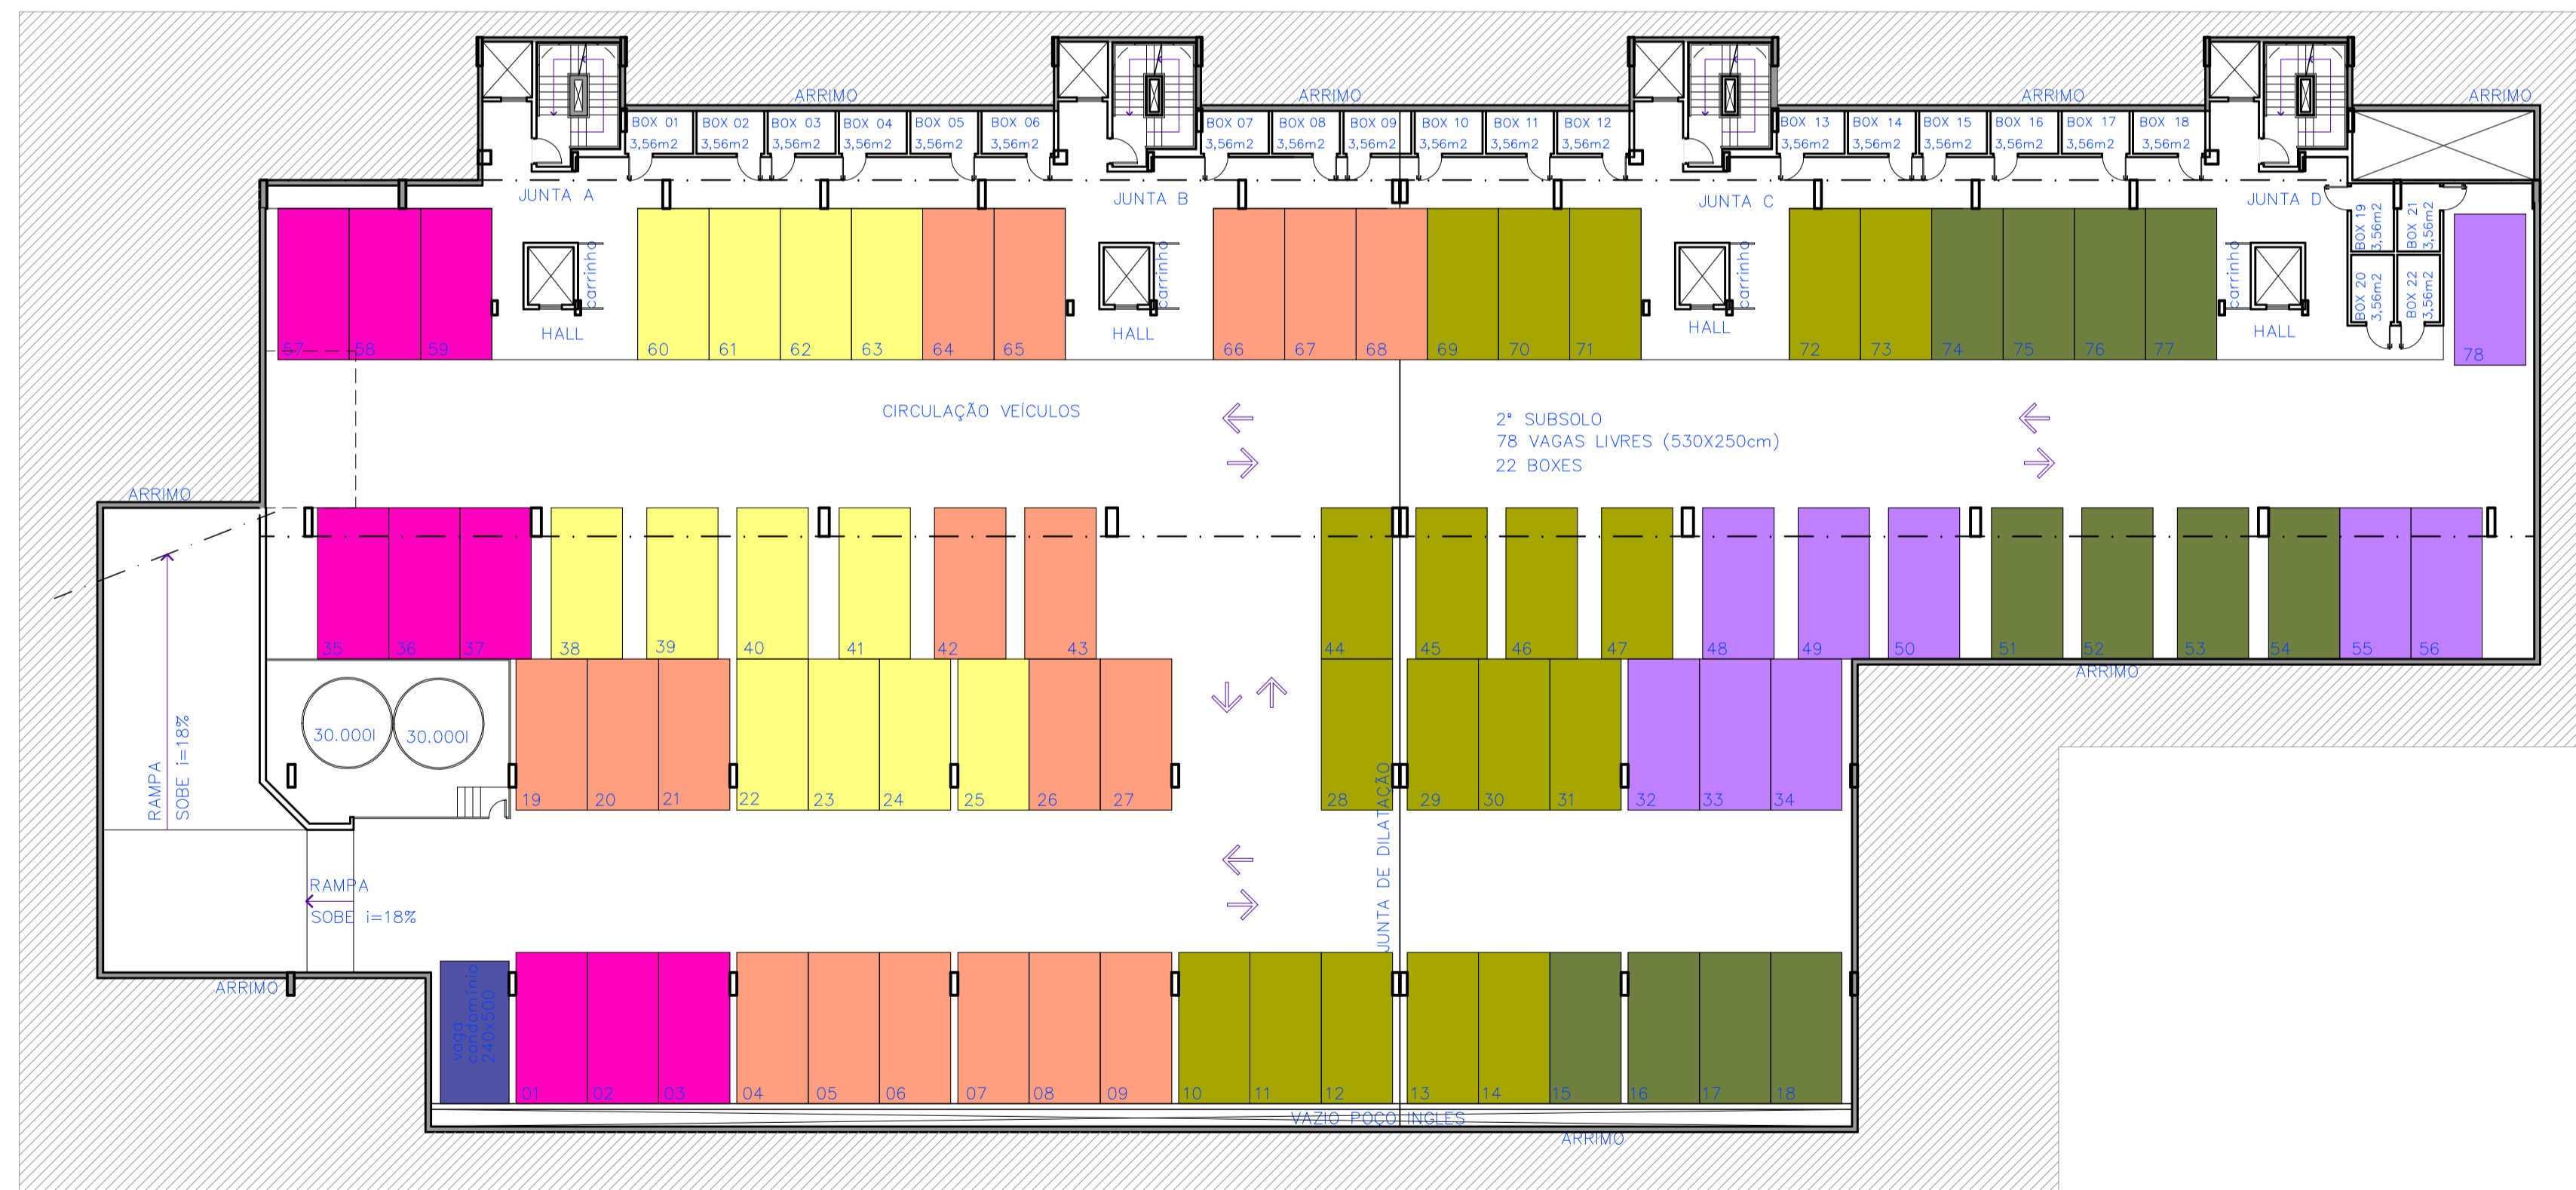 ARRIMO
ARRIMO
ARRIMO
ARRIMO
BOX 01
3,56m2
BOX 02
3,56m2
BOX 03
3,56m2
BOX 04
3,56m2
BOX 05
3,56m2
BOX 06
3,56m2
BOX 07
3,56m2
BOX 08
3,56m2
BOX 09
3,56m2
BOX 10
3,56m2
BOX 11
3,56m2
BOX 12
3,56m2
BOX 13
3,56m2
BOX 14
3,56m2
BOX 15
3,56m2
BOX 16
3,56m2
BOX 17
3,56m2
BOX 18
3,56m2
JUNTA A
JUNTA B
JUNTA C
JUNTA D
BOX 19
3,56m2
BOX 21
3,56m2
BOX 20
3,56m2
BOX 22
3,56m2
carrinho
carrinho
carrinho
carrinho
HALL
HALL
HALL
HALL
57
58
59
60
61
62
63
64
65
66
67
68
69
70
71
72
73
74
75
76
77
78
CIRCULAÇÃO VEÍCULOS
2° SUBSOLO
78 VAGAS LIVRES (530X250cm)
22 BOXES
ARRIMO
35
36
37
38
39
40
41
42
43
44
45
46
47
48
49
50
51
52
53
54
55
56
ARRIMO
30.000l
30.000l
RAMPA
SOBE i=18%
19
20
21
22
23
24
25
26
27
28
29
30
31
32
33
34
JUNTA DE DILATAÇÃO
RAMPA
SOBE i=18%
ARRIMO
vaga
condomínio
240x500
01
02
03
04
05
06
07
08
09
10
11
12
13
14
15
16
17
18
VAZIO POÇO INGLES
ARRIMO